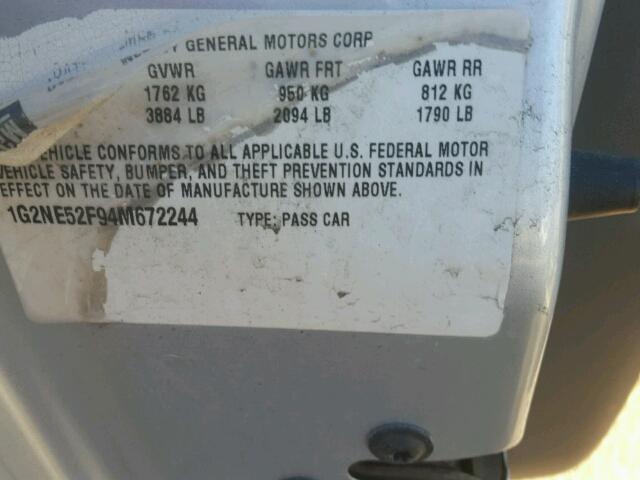 GENERAL MOTORS CORP
GVWR GAWR FRT GAWR RR
1762 KG 950 KG 812 KG
3884 LB 2094 LB 1790 LB
VEHICLE CONFORMS TO ALL APPLICABLE U.S. FEDERAL MOTOR
VEHICLE SAFETY, BUMPER, AND THEFT PREVENTION STANDARDS IN
EFFECT ON THE DATE OF MANUFACTURE SHOWN ABOVE.
1G2NE52F94M672244 TYPE: PASS CAR